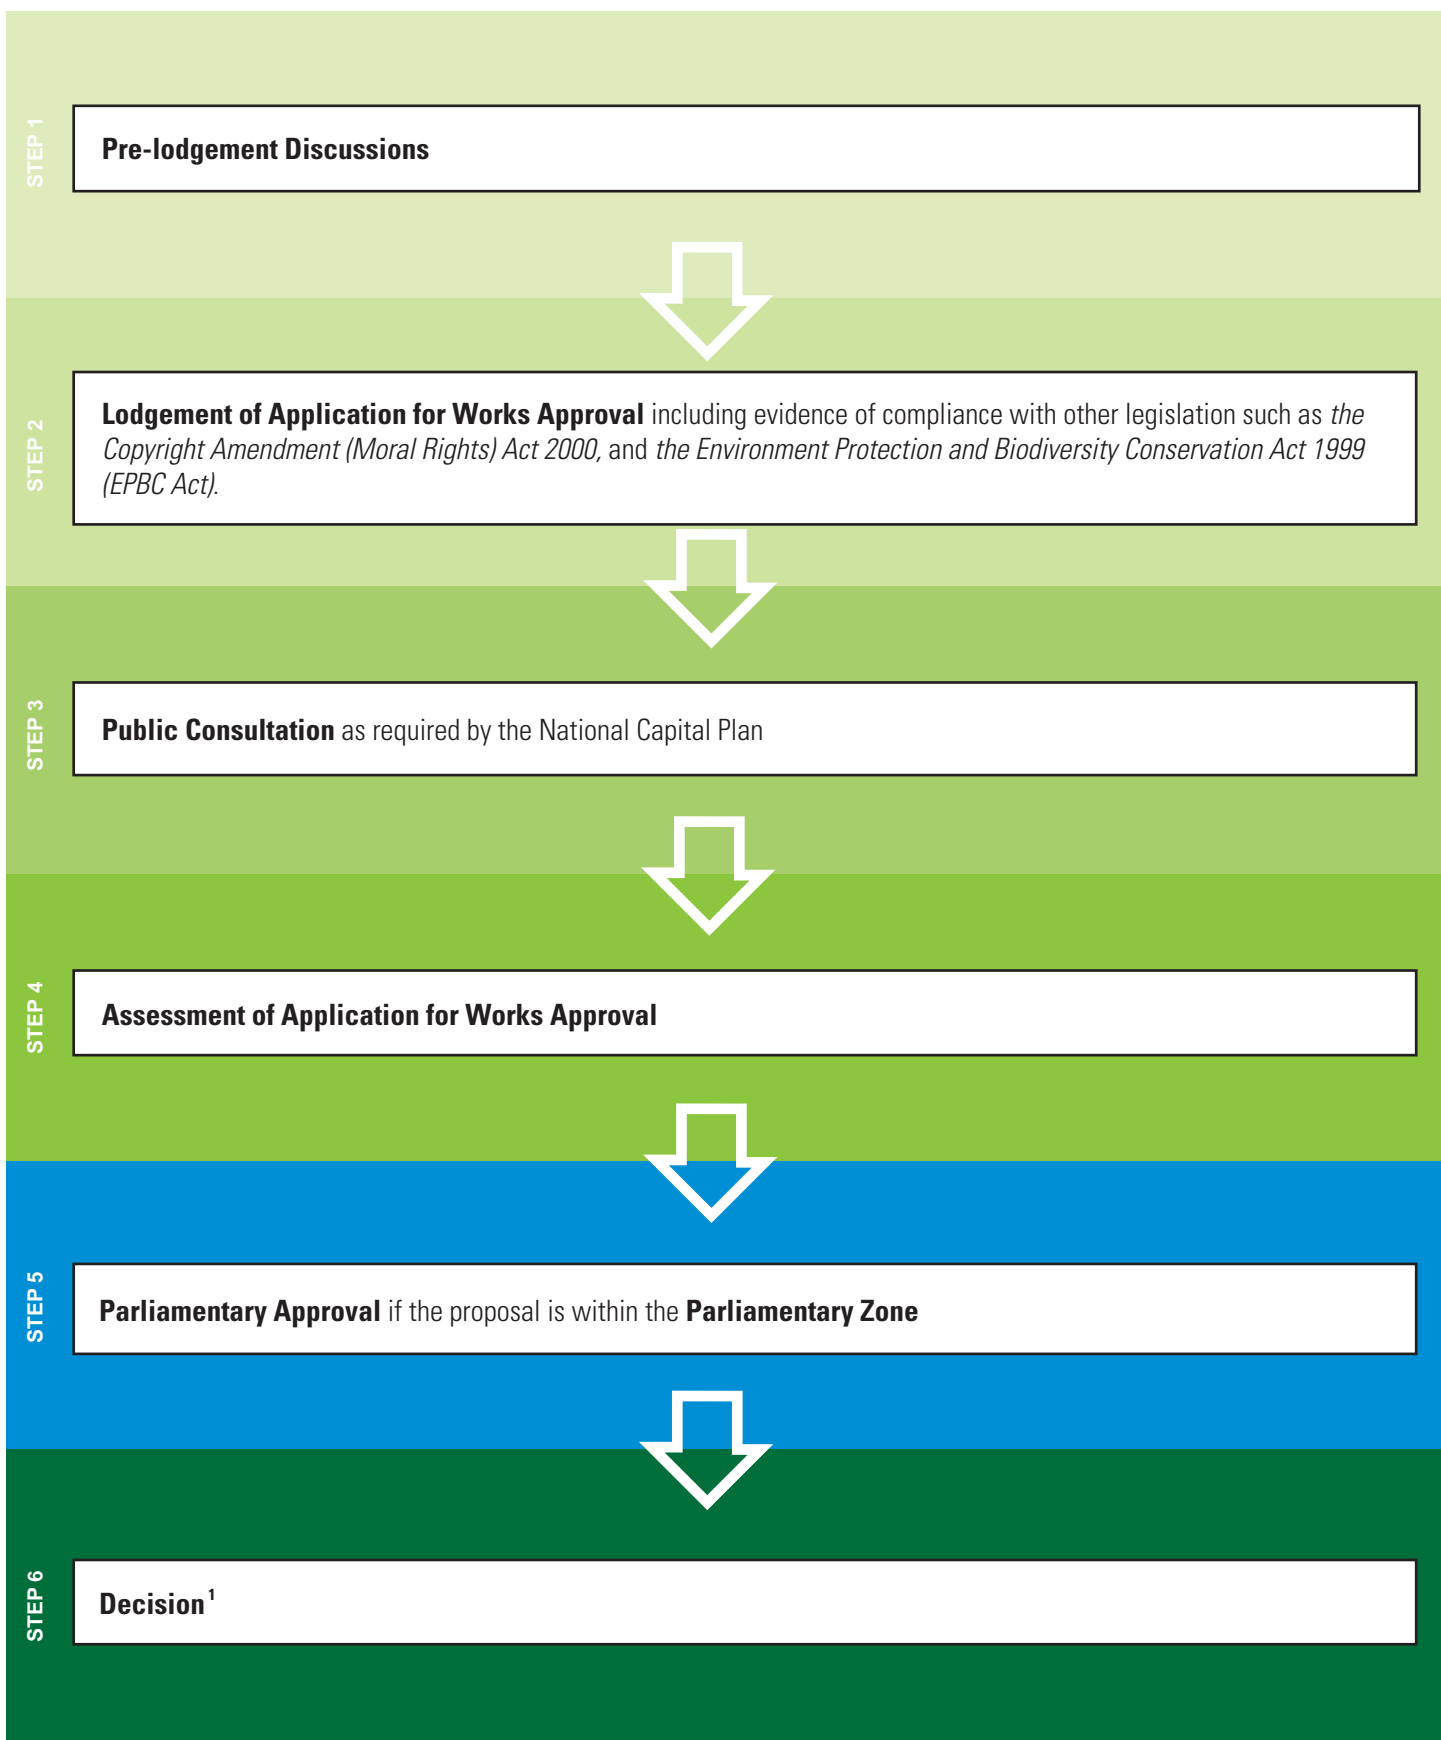 STEP 1
Pre-lodgement Discussions
STEP 2
Lodgement of Application for Works Approval including evidence of compliance with other legislation such as the
Copyright Amendment (Moral Rights) Act 2000, and the Environment Protection and Biodiversity Conservation Act 1999
(EPBC Act).
STEP 3
Public Consultation as required by the National Capital Plan
STEP 4
Assessment of Application for Works Approval
STEP 5
Parliamentary Approval if the proposal is within the Parliamentary Zone
STEP 6
Decision¹